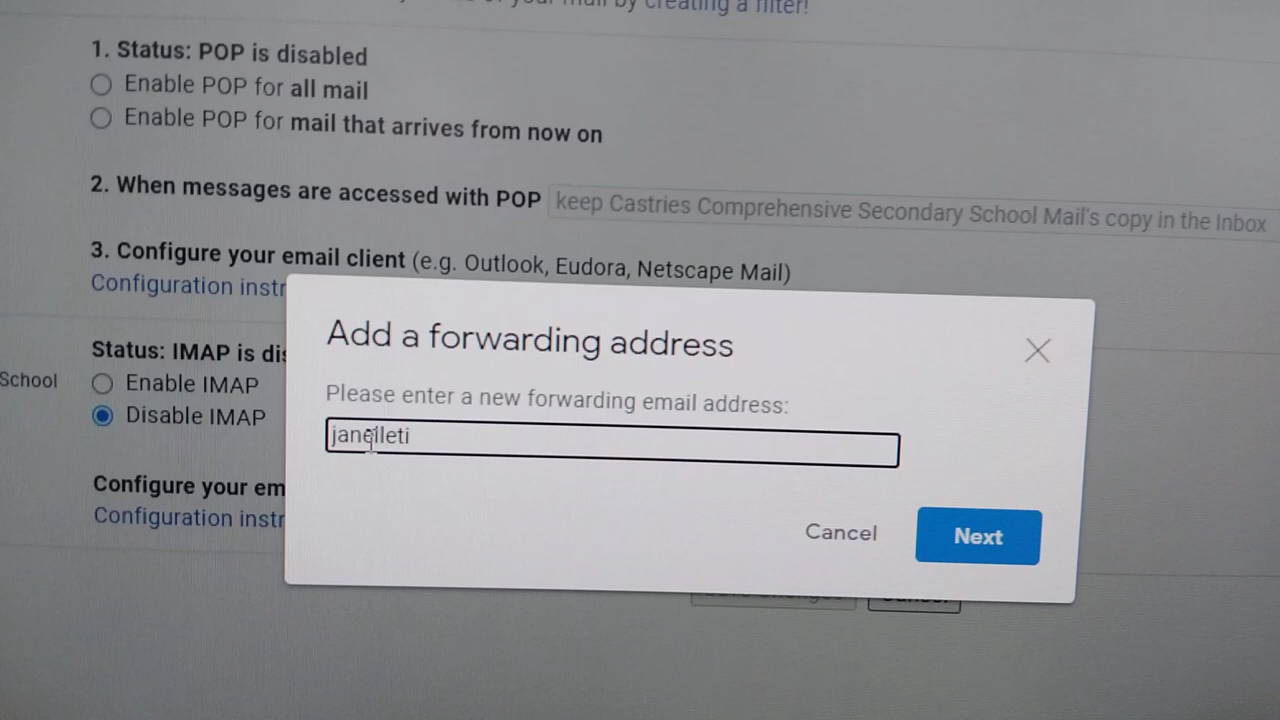 your mail by creating a filter!
1. Status: POP is disabled
Enable POP for all mail
Enable POP for mail that arrives from now on
2. When messages are accessed with POP keep Castries Comprehensive Secondary School Mail's copy in the Inbox
3. Configure your email client (e.g. Outlook, Eudora, Netscape Mail)
Configuration instr
Add a forwarding address
Status: IMAP is dis
School
Enable IMAP
Please enter a new forwarding email address:
Disable IMAP
janelleti
Configure your em
Configuration instr
Cancel
Next